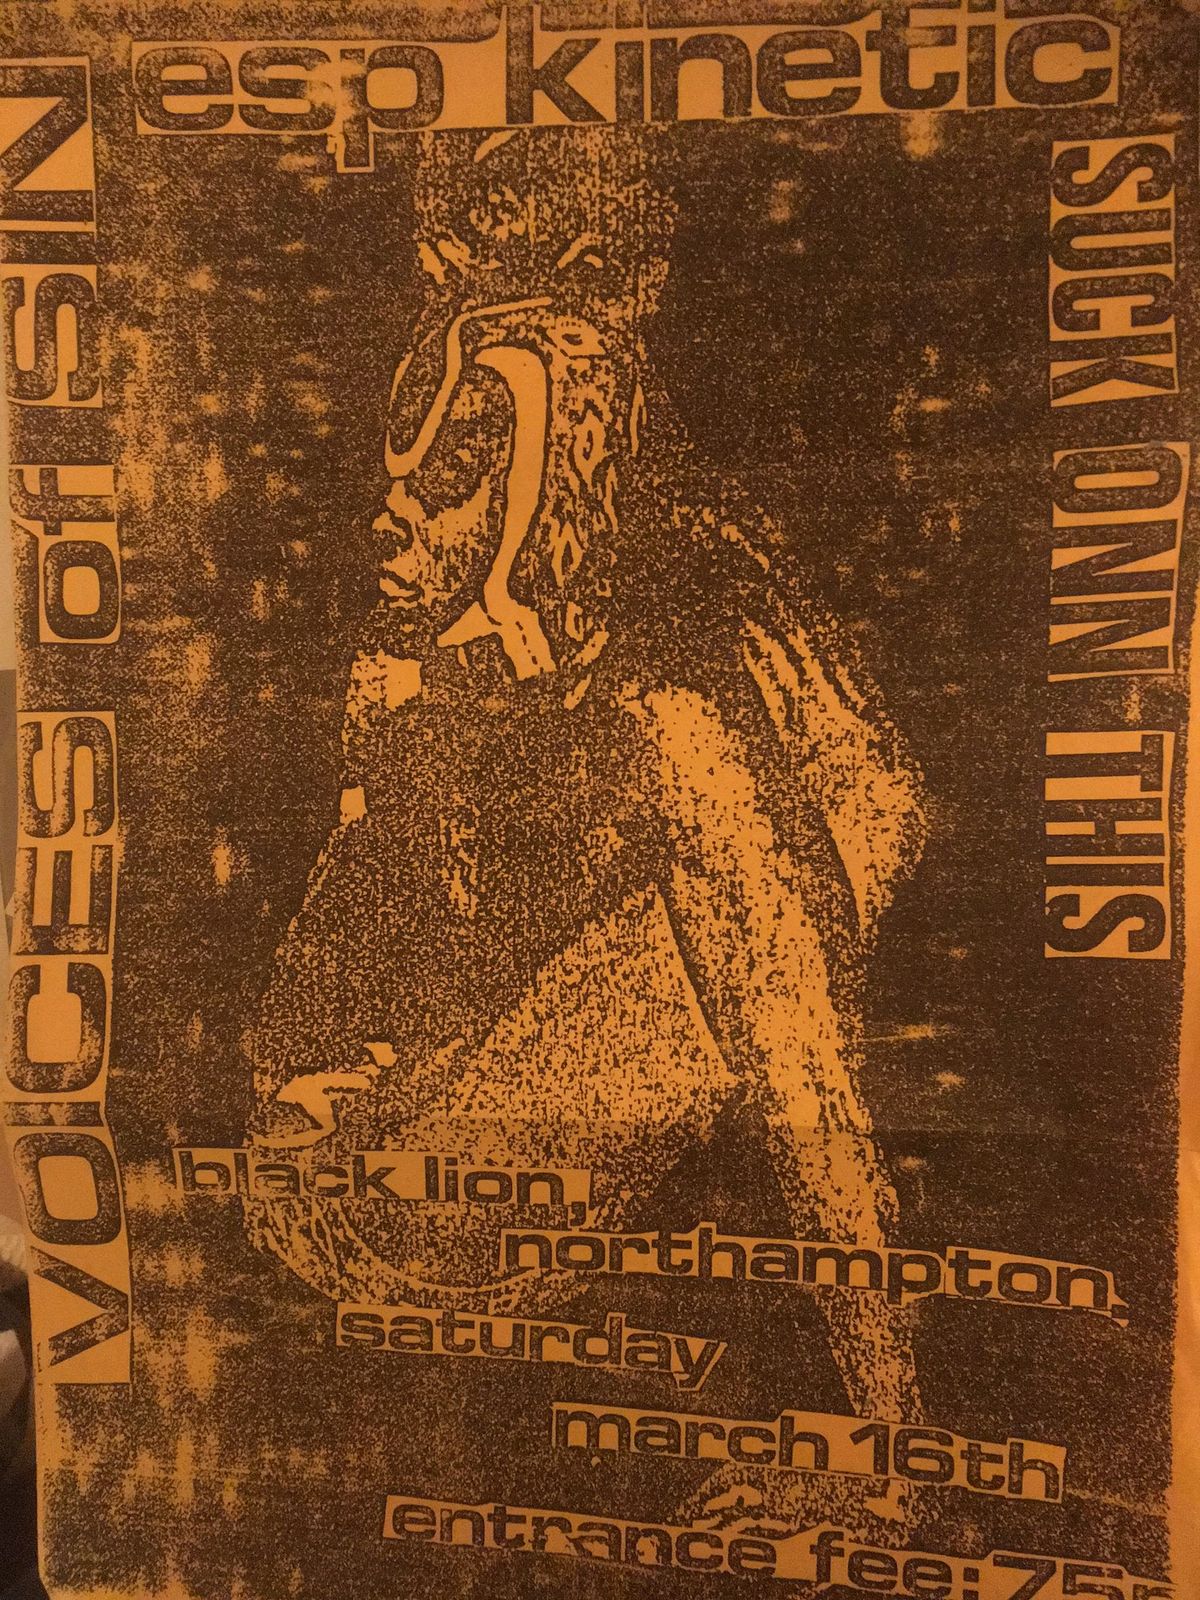 esp kinetic
SUCK ONN THIS
VOICES of SIN
black lion,
northampton.
saturday
march 16th
entrance fee: 75p